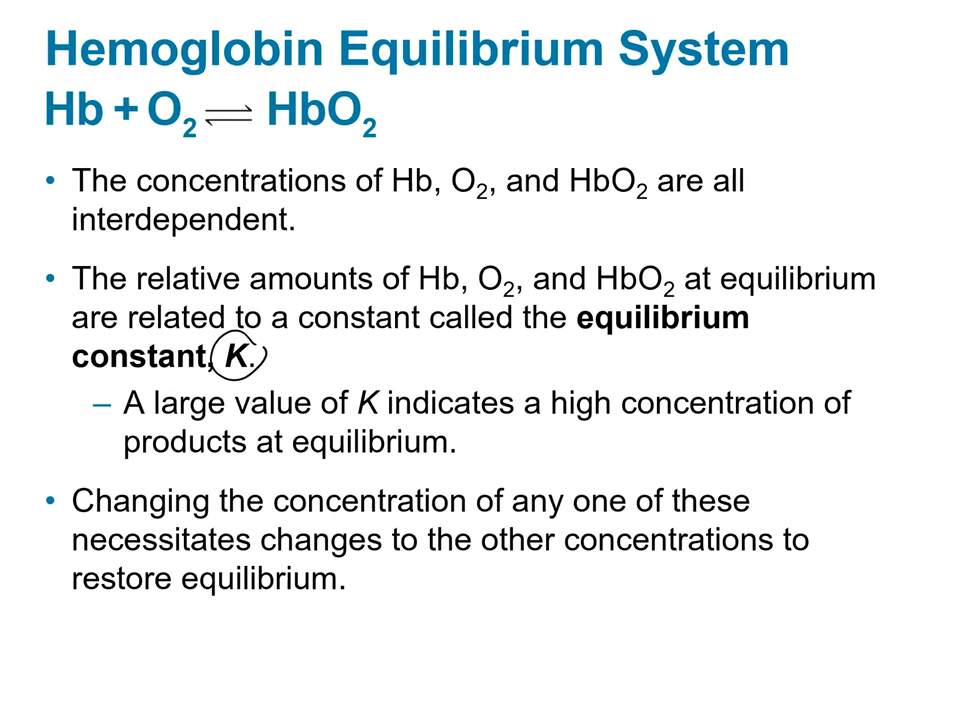 Hemoglobin Equilibrium System
Hb + O₂ ⇌ HbO₂
• The concentrations of Hb, O₂, and HbO₂ are all
interdependent.
• The relative amounts of Hb, O₂, and HbO₂ at equilibrium
are related to a constant called the equilibrium
constant, K.
– A large value of K indicates a high concentration of
products at equilibrium.
• Changing the concentration of any one of these
necessitates changes to the other concentrations to
restore equilibrium.